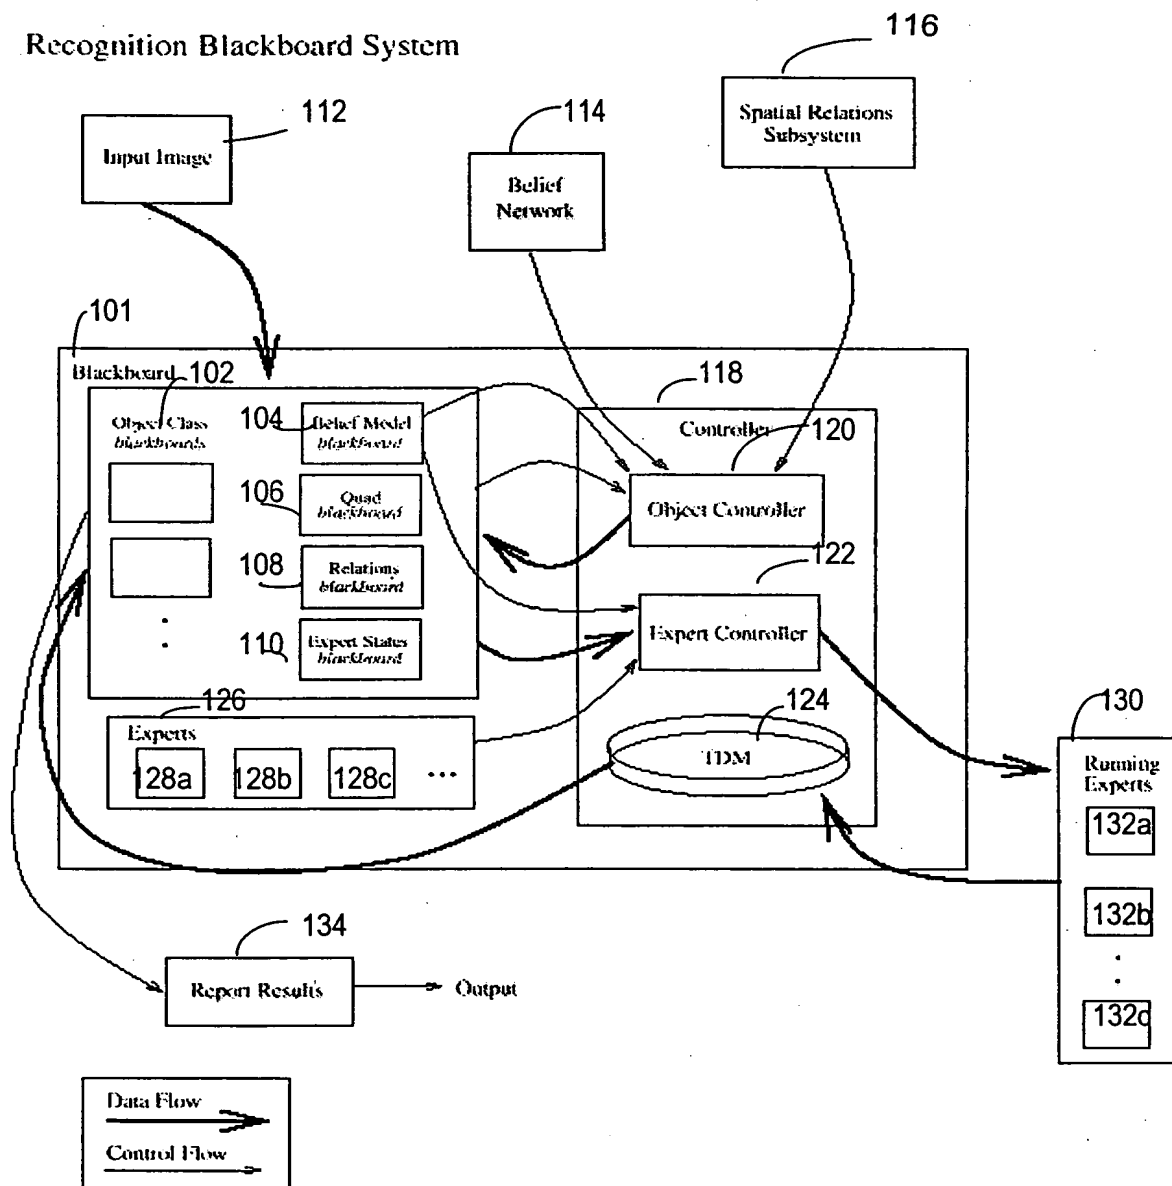 Recognition Blackboard System
116
112
114
Input Image
Spatial Relations
Subsystem
Belief
Network
101
Blackboard
102
118
Object Class
blackboards
104
Belief Model
blackboard
Controller
120
106
Quad
blackboard
Object Controller
122
108
Relations
blackboard
110
Expert States
blackboard
Expert Controller
126
Experts
128a
128b
128c
...
124
TDM
130
Running
Experts
132a
132b
132c
134
Report Results
Output
Data Flow
Control Flow